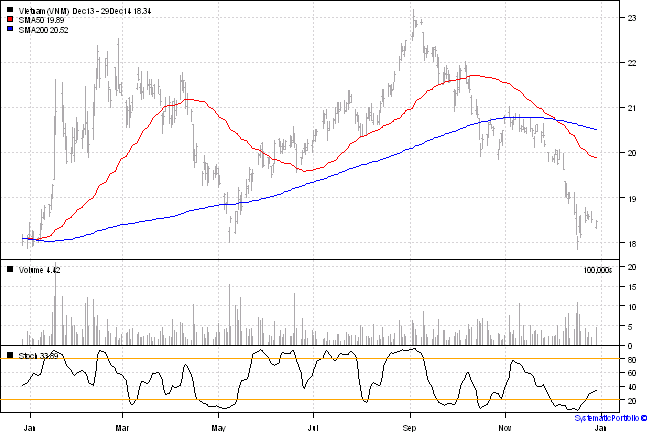 Vietnam (VNM) Dec13 - 29Dec14 18.34
SMA50 19.89
SMA200 20.52
23
22
21
20
19
18
Volume 4.42
100,000s
20
15
10
5
0
Stoch 33.89
80
60
40
20
Jan Mar May Jul Sep Nov Jan
SystematicPortfolio ©